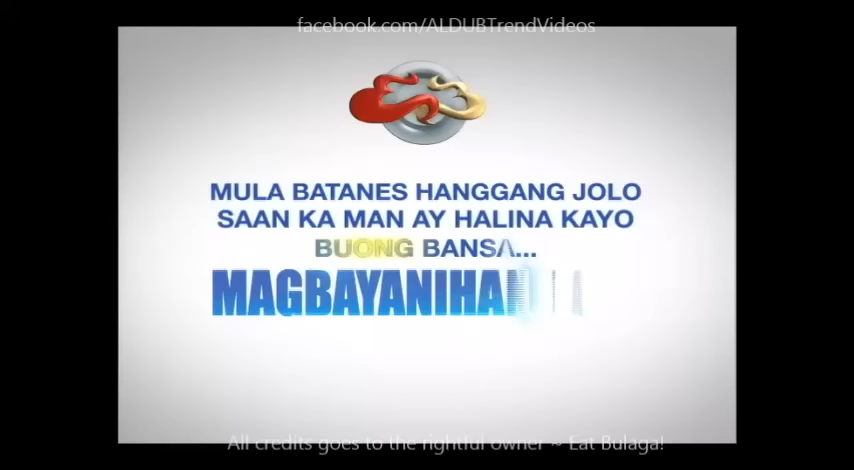 facebook.com/ALDUBTrendVideos
MULA BATANES HANGGANG JOLO
SAAN KA MAN AY HALINA KAYO
BUONG BANSA...
All credits goes to the rightful owner ~ Eat Bulaga!